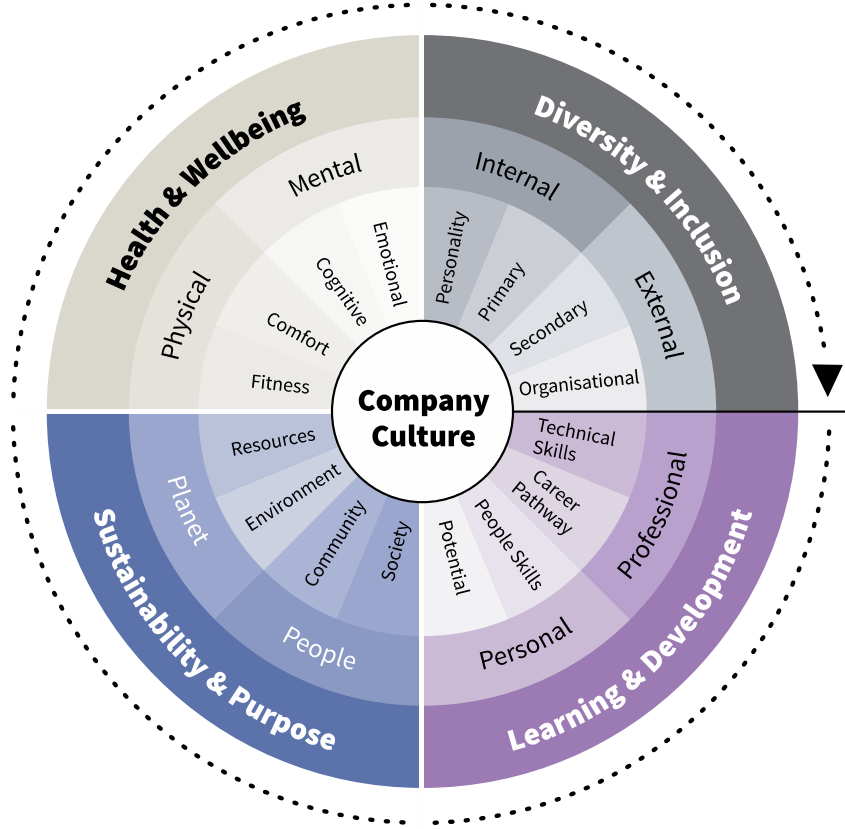 Health & Wellbeing
Mental
Physical
Emotional
Cognitive
Comfort
Fitness
Diversity & Inclusion
Internal
External
Personality
Primary
Secondary
Organisational
Company
Culture
Resources
Environment
Community
Society
Planet
People
Sustainability & Purpose
Technical
Skills
Career
Pathway
People Skills
Potential
Professional
Personal
Learning & Development